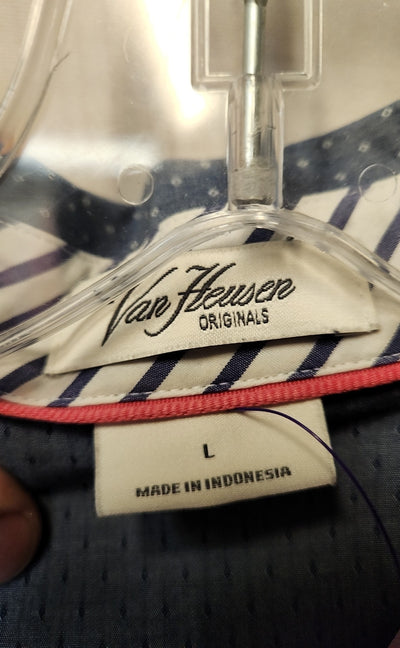 Van Heusen
ORIGINALS
L
MADE IN INDONESIA